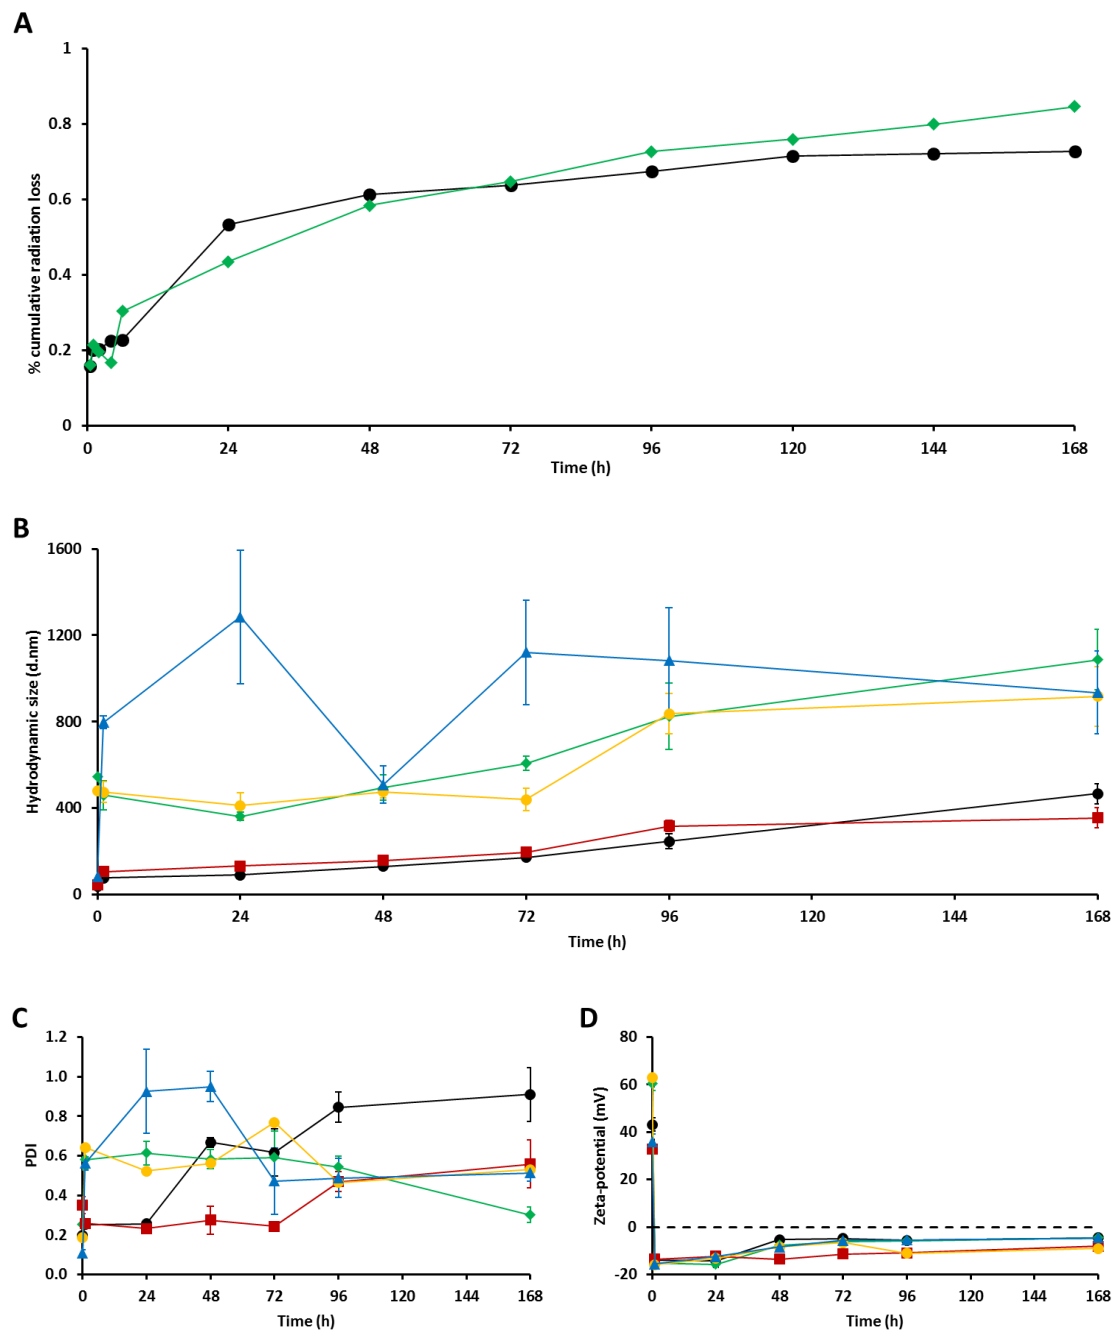 A
1
0.8
0.6
0.4
0.2
0
% cumulative radiation loss
0 24 48 72 96 120 144 168
Time (h)
B
1600
1200
800
400
0
Hydrodynamic size (d.nm)
0 24 48 72 96 120 144 168
Time (h)
C
1.2
1.0
0.8
0.6
0.4
0.2
0.0
PDI
0 24 48 72 96 144 168
Time (h)
D
80
60
40
20
0
-20
Zeta-potential (mV)
0 24 48 72 96 144 168
Time (h)